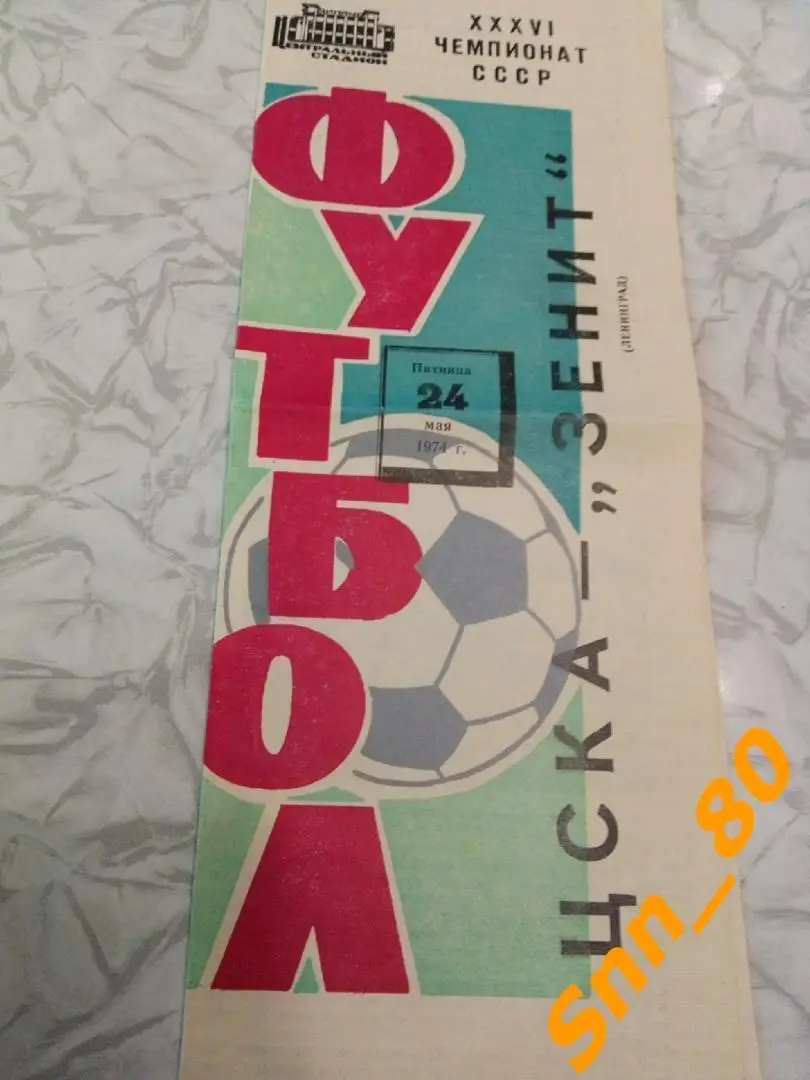 ЦЕНТРАЛЬНЫЙ
СТАДИОН
XXXVI
ЧЕМПИОНАТ
СССР
ФУТБОЛ
Пятница
24
мая
1974 г.
ЦСКА – „ЗЕНИТ“
(ЛЕНИНГРАД)
Snn_80